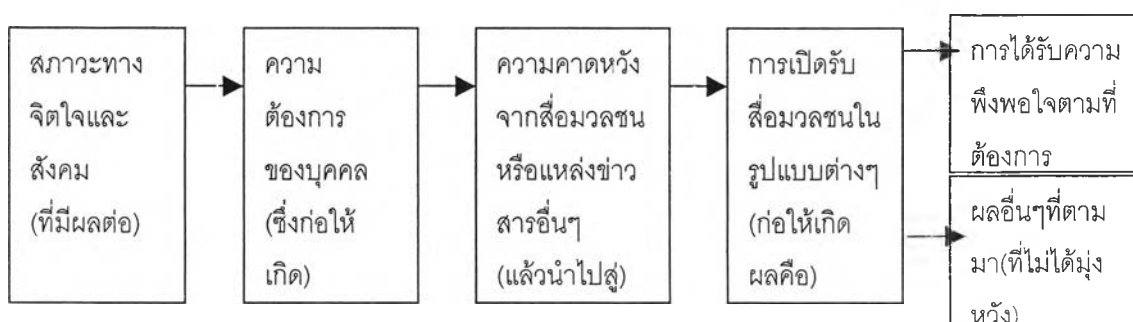 สภาวะทาง
จิตใจและ
สังคม
(ที่มีผลต่อ)
ความ
ต้องการ
ของบุคคล
(ซึ่งก่อให้
เกิด)
ความคาดหวัง
จากสื่อมวลชน
หรือแหล่งข่าว
สารอื่นๆ
(แล้วนำไปสู่)
การเปิดรับ
สื่อมวลชนใน
รูปแบบต่างๆ
(ก่อให้เกิด
ผลคือ)
การได้รับความ
พึงพอใจตามที่
ต้องการ
ผลอื่นๆที่ตาม
มา(ที่ไม่ได้มุ่ง
หวัง)